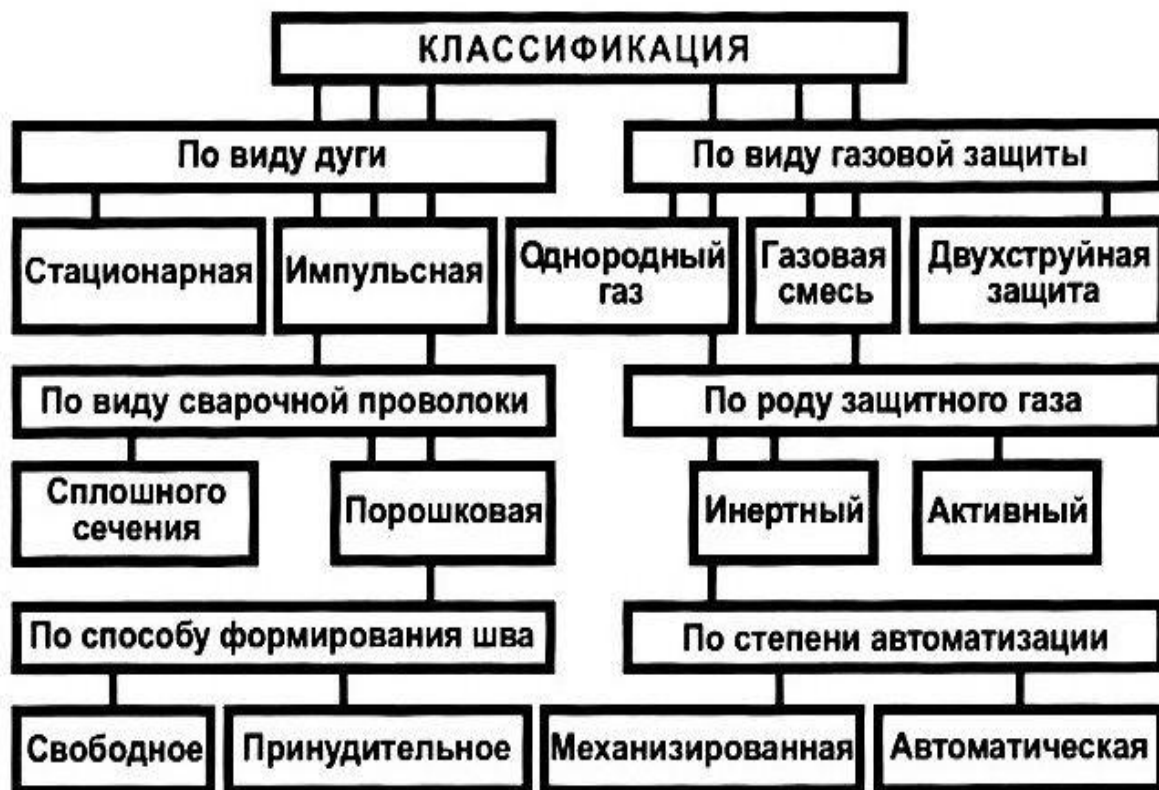 КЛАССИФИКАЦИЯ
По виду дуги
По виду газовой защиты
Стационарная
Импульсная
Однородный
газ
Газовая
смесь
Двухструйная
защита
По виду сварочной проволоки
По роду защитного газа
Сплошного
сечения
Порошковая
Инертный
Активный
По способу формирования шва
По степени автоматизации
Свободное
Принудительное
Механизированная
Автоматическая